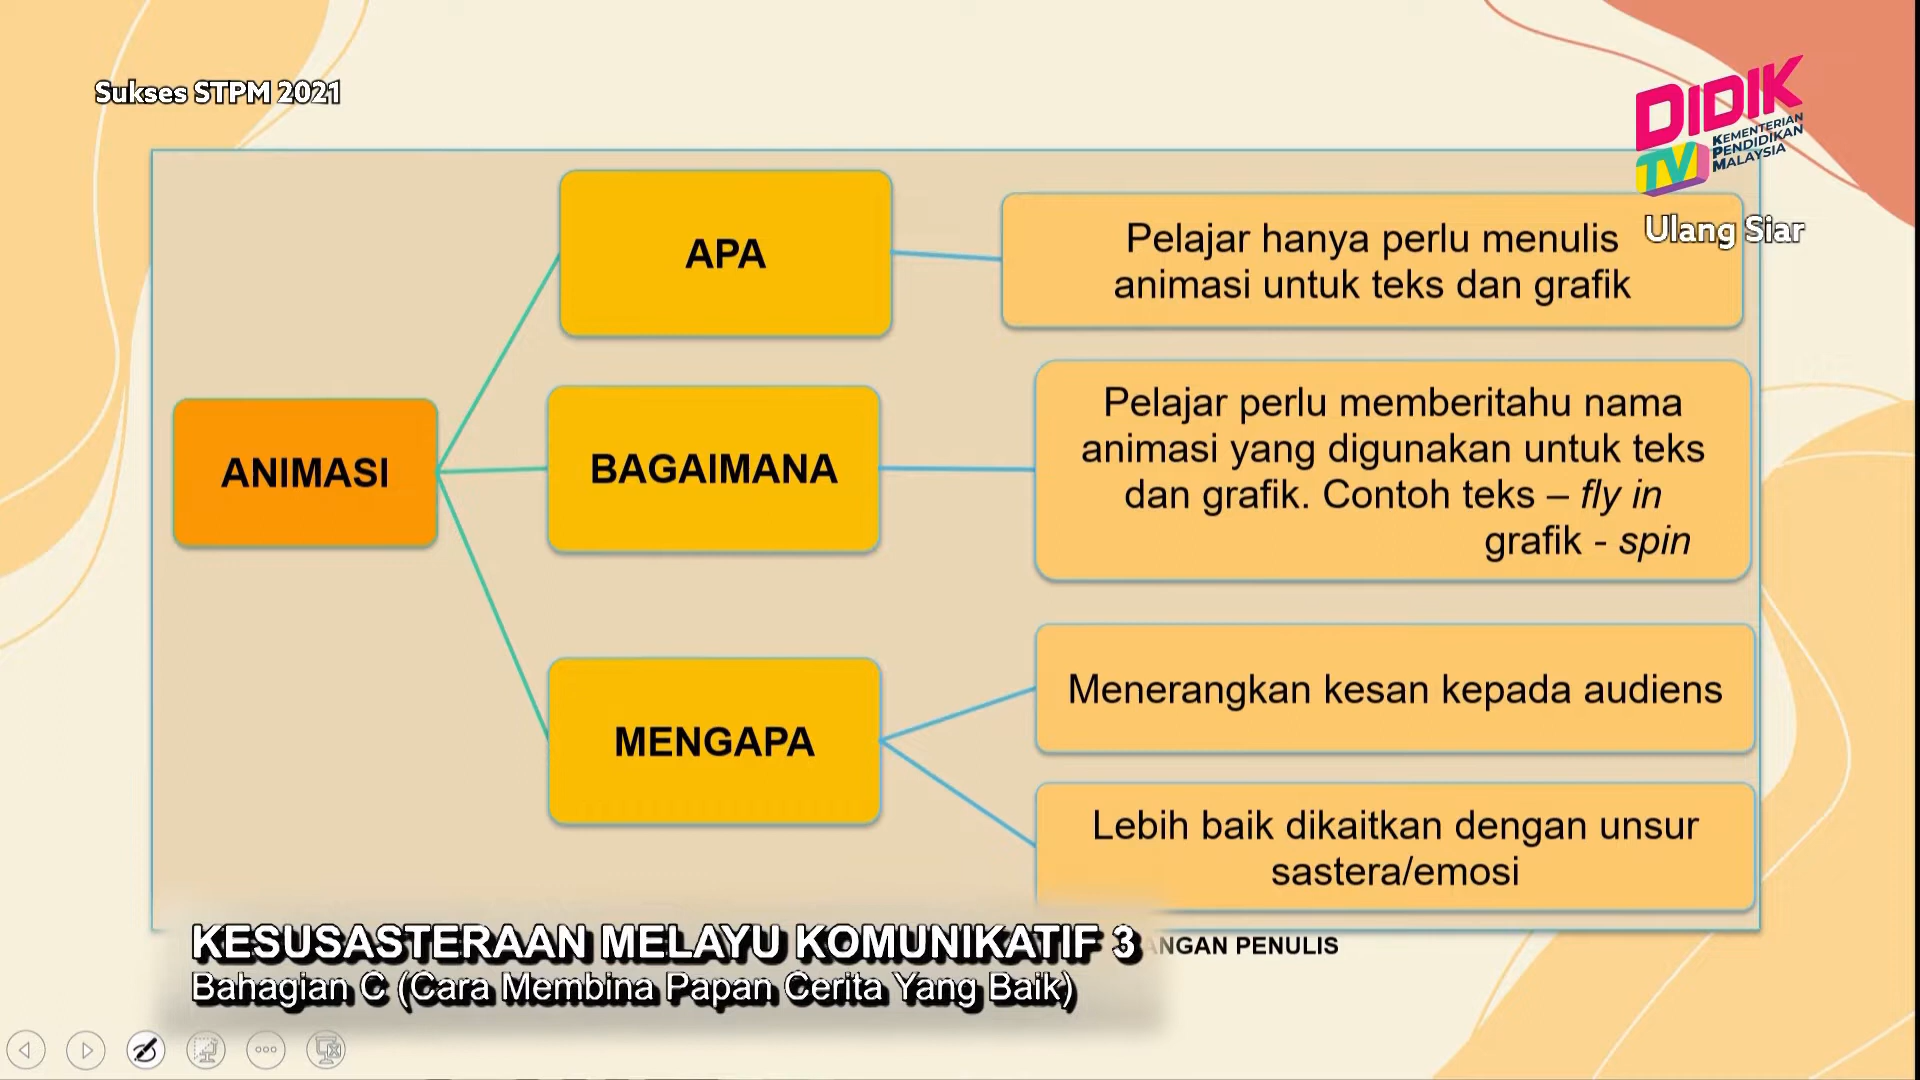 Sukses STPM 2021
DIDIK
TV
KEMENTERIAN
PENDIDIKAN
MALAYSIA
Ulang Siar
ANIMASI
APA
Pelajar hanya perlu menulis
animasi untuk teks dan grafik
BAGAIMANA
Pelajar perlu memberitahu nama
animasi yang digunakan untuk teks
dan grafik. Contoh teks – fly in
grafik - spin
MENGAPA
Menerangkan kesan kepada audiens
Lebih baik dikaitkan dengan unsur
sastera/emosi
KESUSASTERAAN MELAYU KOMUNIKATIF 3
PENULIS
Bahagian C (Cara Membina Papan Cerita Yang Baik)